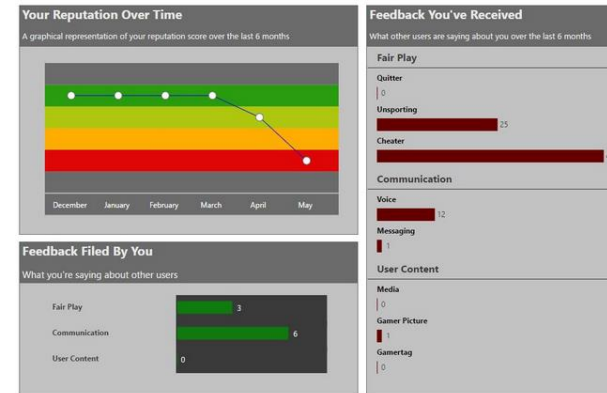 Your Reputation Over Time
A graphical representation of your reputation score over the last 6 months
December January February March April May
Feedback Filed By You
What you're saying about other users
Fair Play 3
Communication 6
User Content 0
Feedback You've Received
What other users are saying about you over the last 6 months
Fair Play
Quitter
0
Unsporting
25
Cheater
Communication
Voice
12
Messaging
1
User Content
Media
0
Gamer Picture
1
Gamertag
0